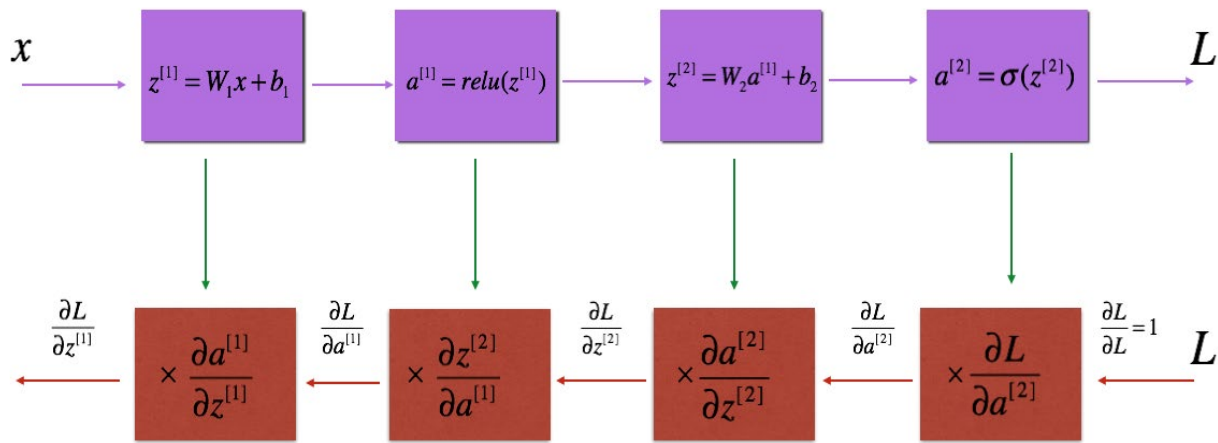 x
z^{[1]} = W_1 x + b_1
a^{[1]} = relu(z^{[1]})
z^{[2]} = W_2 a^{[1]} + b_2
a^{[2]} = σ(z^{[2]})
L
∂L/∂z^{[1]}
× ∂a^{[1]}/∂z^{[1]}
∂L/∂a^{[1]}
× ∂z^{[2]}/∂a^{[1]}
∂L/∂z^{[2]}
× ∂a^{[2]}/∂z^{[2]}
∂L/∂a^{[2]}
× ∂L/∂a^{[2]}
∂L/∂L = 1
L